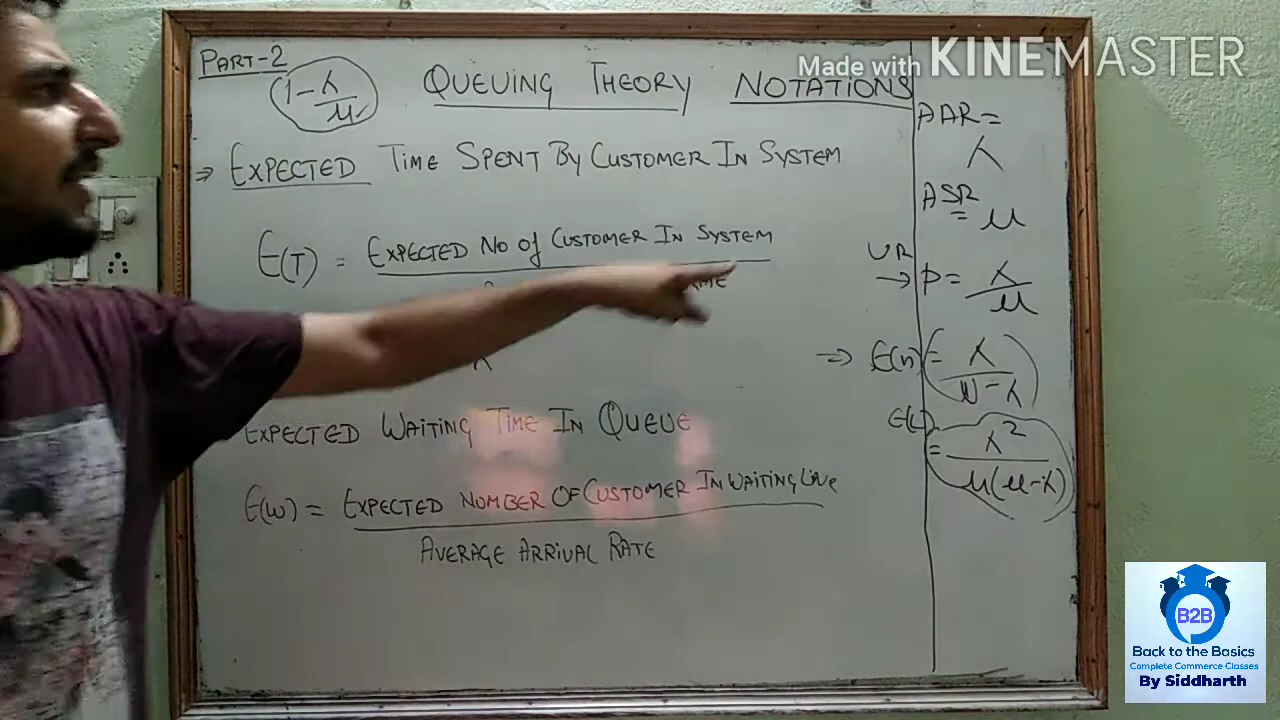 Made with KINEMASTER
PART-2
1-λ/μ
QUEUING THEORY NOTATIONS
⇒ EXPECTED TIME SPENT BY CUSTOMER IN SYSTEM
E(T) = EXPECTED NO OF CUSTOMER IN SYSTEM
λ
EXPECTED WAITING TIME IN QUEUE
E(W) = EXPECTED NUMBER OF CUSTOMER IN WAITING LINE
AVERAGE ARRIVAL RATE
AAR =
λ
ASR
= μ
UR
→ P = λ/μ
⇒ E(n) = λ/μ-λ
E(L)
= λ²/μ(μ-λ)
B2B
Back to the Basics
Complete Commerce Classes
By Siddharth